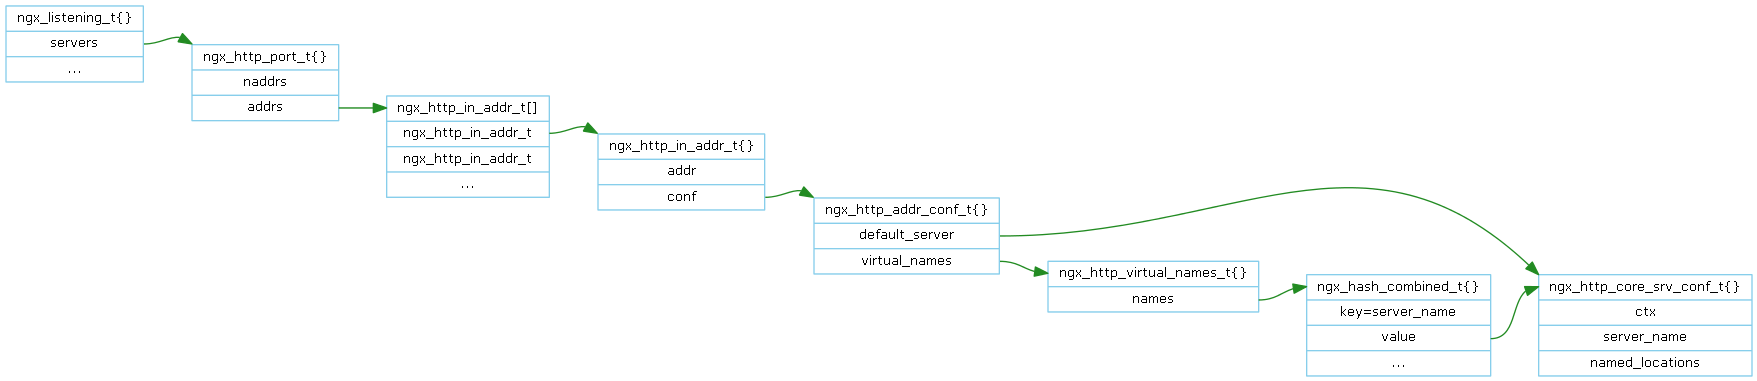 ngx_listening_t{}
servers
...
ngx_http_port_t{}
naddrs
addrs
ngx_http_in_addr_t[]
ngx_http_in_addr_t
ngx_http_in_addr_t
...
ngx_http_in_addr_t{}
addr
conf
ngx_http_addr_conf_t{}
default_server
virtual_names
ngx_http_virtual_names_t{}
names
ngx_hash_combined_t{}
key=server_name
value
...
ngx_http_core_srv_conf_t{}
ctx
server_name
named_locations